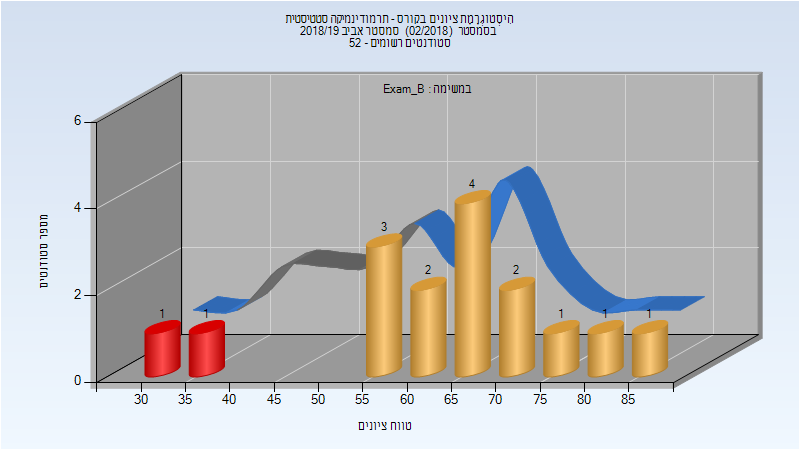 היסטוגרמת ציונים בקורס - תרמודינמיקה סטטיסטית
בסמסטר (02/2018) סמסטר אביב 2018/19
סטודנטים רשומים - 52
במשימה : Exam_B
מספר סטודנטים
6
4
2
0
1
1
3
2
4
2
1
1
1
30 35 40 45 50 55 60 65 70 75 80 85
טווח ציונים